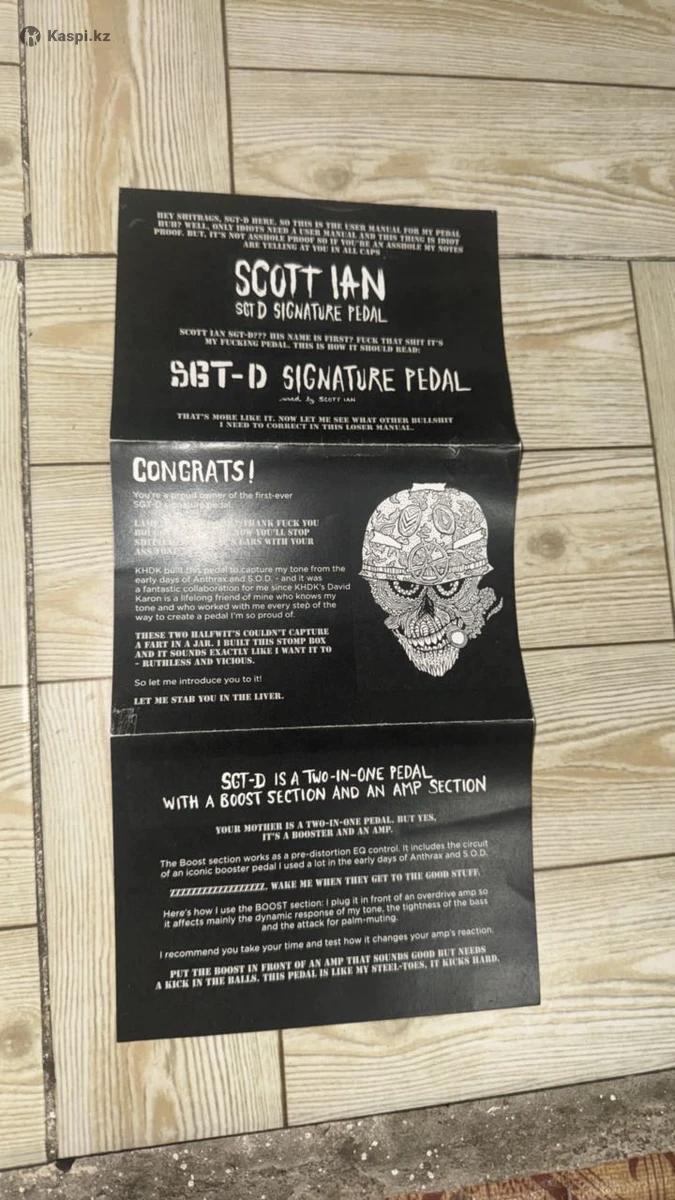 Kaspi.kz
HEY SHITBAGS, SGT-D HERE. SO THIS IS THE USER MANUAL FOR MY PEDAL
HUH? WELL, ONLY IDIOTS NEED A USER MANUAL AND THIS THING IS IDIOT
PROOF. BUT, IT'S NOT ASSHOLE PROOF SO IF YOU'RE AN ASSHOLE MY NOTES
ARE YELLING AT YOU IN ALL CAPS
SCOTT IAN
SGT D SIGNATURE PEDAL
SCOTT IAN SGT-D??? HIS NAME IS FIRST? FUCK THAT SHIT IT'S
MY FUCKING PEDAL. THIS IS HOW IT SHOULD READ:
SGT-D SIGNATURE PEDAL
by SCOTT IAN
THAT'S MORE LIKE IT. NOW LET ME SEE WHAT OTHER BULLSHIT
I NEED TO CORRECT IN THIS LOSER MANUAL.
CONGRATS!
You're a proud owner of the first-ever
SGT-D signature pedal.
THANK FUCK YOU
NOW YOU'LL STOP
EARS WITH YOUR
KHDK built this pedal to capture my tone from the
early days of Anthrax and S.O.D. - and it was
a fantastic collaboration for me since KHDK's David
Karon is a lifelong friend of mine who knows my
tone and who worked with me every step of the
way to create a pedal I'm so proud of.
THESE TWO HALFWIT'S COULDN'T CAPTURE
A FART IN A JAR. I BUILT THIS STOMP BOX
AND IT SOUNDS EXACTLY LIKE I WANT IT TO
- RUTHLESS AND VICIOUS.
So let me introduce you to it!
LET ME STAB YOU IN THE LIVER.
SGT-D IS A TWO-IN-ONE PEDAL
WITH A BOOST SECTION AND AN AMP SECTION
YOUR MOTHER IS A TWO-IN-ONE PEDAL. BUT YES,
IT'S A BOOSTER AND AN AMP.
The Boost section works as a pre-distortion EQ control. It includes the circuit
of an iconic booster pedal I used a lot in the early days of Anthrax and S.O.D.
WAKE ME WHEN THEY GET TO THE GOOD STUFF.
Here's how I use the BOOST section: I plug it in front of an overdrive amp so
it affects mainly the dynamic response of my tone, the tightness of the bass
and the attack for palm-muting.
I recommend you take your time and test how it changes your amp's reaction.
PUT THE BOOST IN FRONT OF AN AMP THAT SOUNDS GOOD BUT NEEDS
A KICK IN THE BALLS. THIS PEDAL IS LIKE MY STEEL-TOES, IT KICKS HARD.